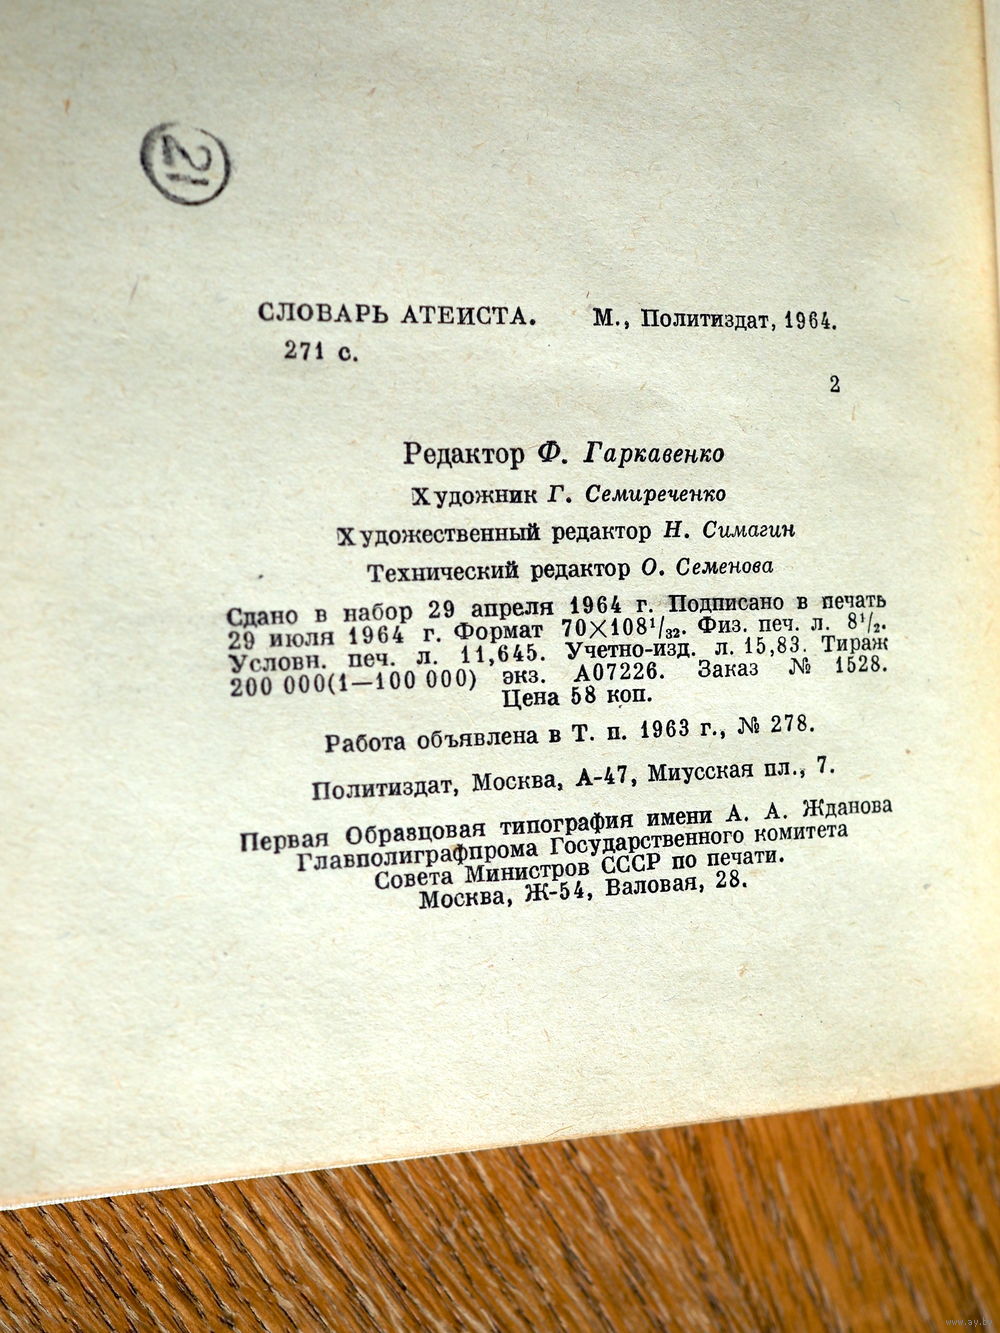 21
СЛОВАРЬ АТЕИСТА. М., Политиздат, 1964.
271 с.
2
Редактор Ф. Гаркавенко
Художник Г. Семиреченко
Художественный редактор Н. Симагин
Технический редактор О. Семенова
Сдано в набор 29 апреля 1964 г. Подписано в печать
29 июля 1964 г. Формат 70×108¹/₃₂. Физ. печ. л. 8¹/₂.
Условн. печ. л. 11,645. Учетно-изд. л. 15,83. Тираж
200 000(1—100 000) экз. А07226. Заказ № 1528.
Цена 58 коп.
Работа объявлена в Т. п. 1963 г., № 278.
Политиздат, Москва, А-47, Миусская пл., 7.
Первая Образцовая типография имени А. А. Жданова
Главполиграфпрома Государственного комитета
Совета Министров СССР по печати.
Москва, Ж-54, Валовая, 28.
www.ay.by